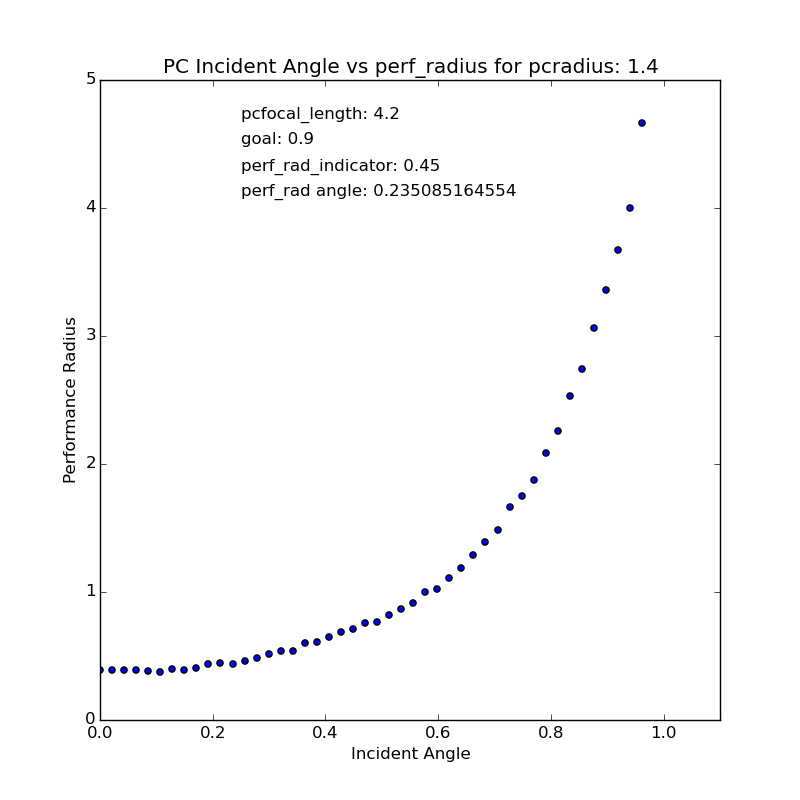 PC Incident Angle vs perf_radius for pcradius: 1.4
5
pcfocal_length: 4.2
goal: 0.9
perf_rad_indicator: 0.45
perf_rad angle: 0.235085164554
4
3
Performance Radius
2
1
0
0.0 0.2 0.4 0.6 0.8 1.0
Incident Angle